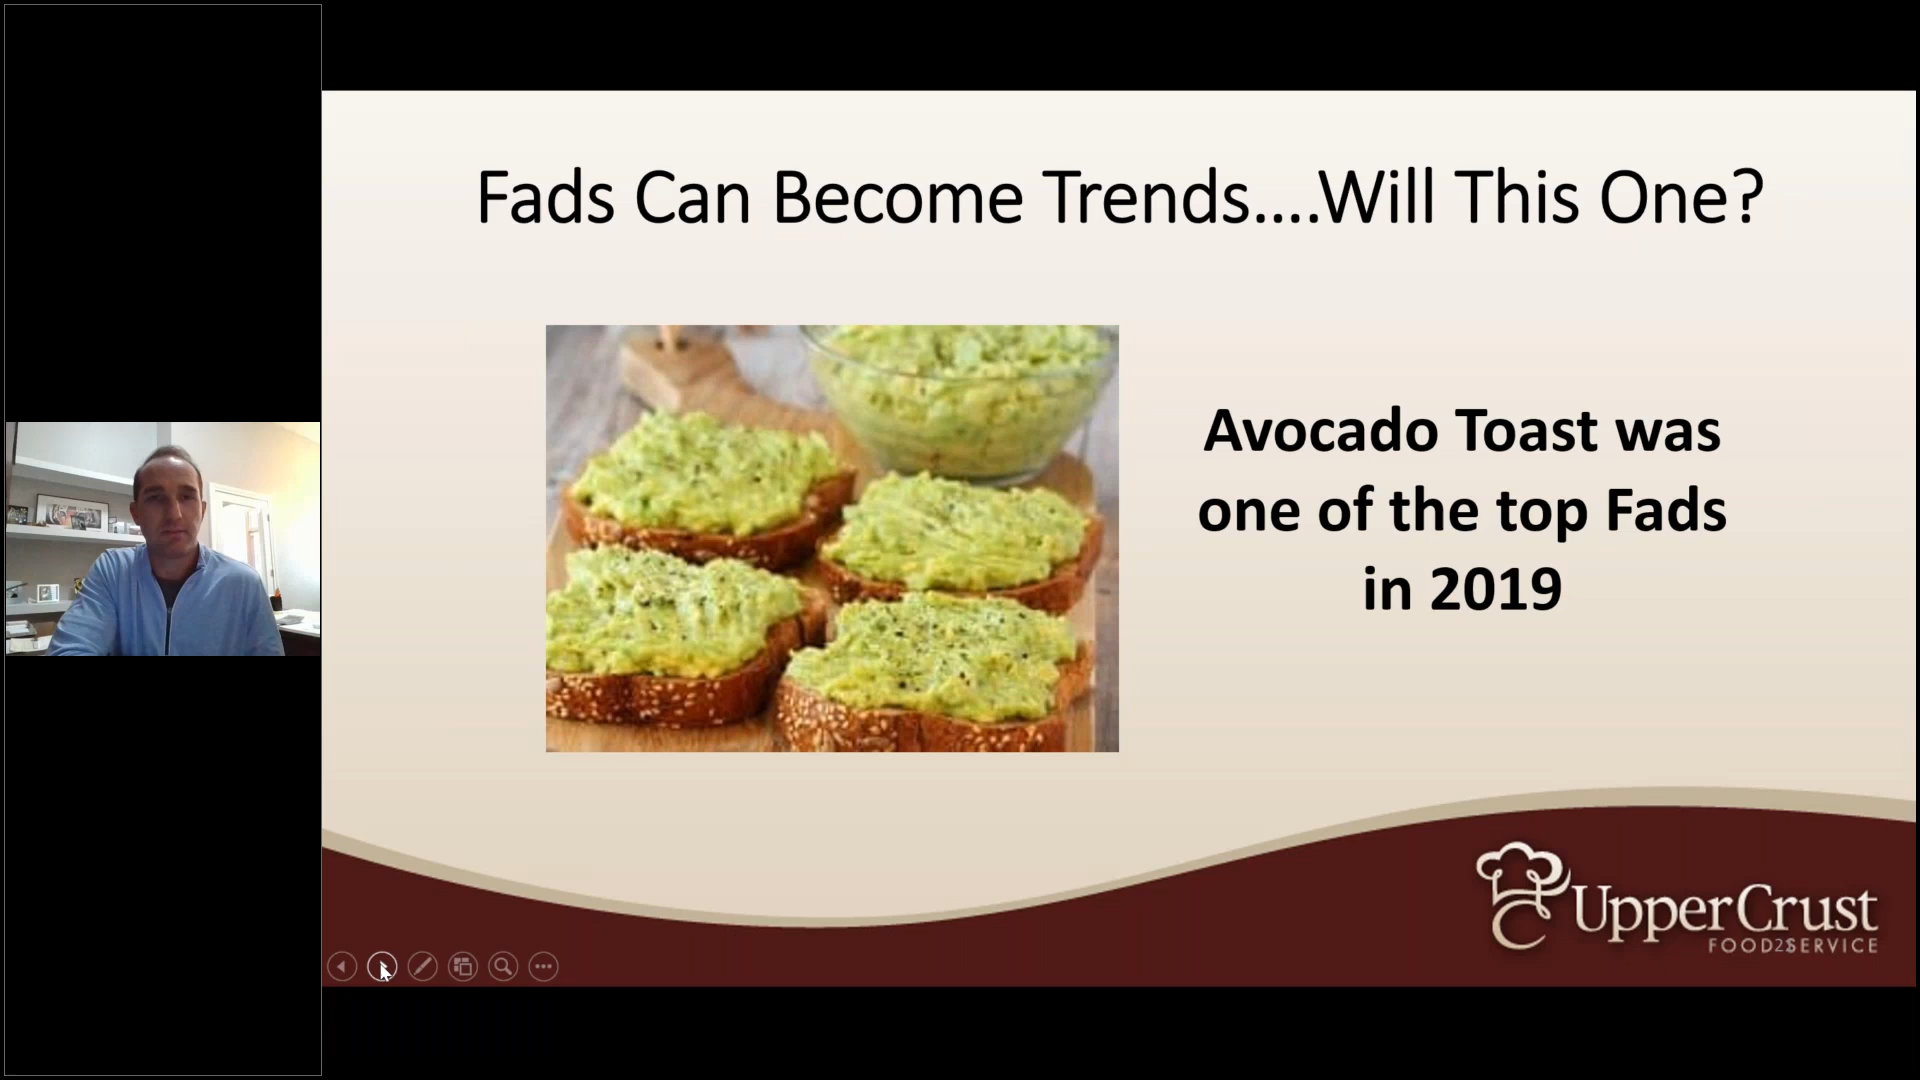 Fads Can Become Trends....Will This One?
Avocado Toast was
one of the top Fads
in 2019
UpperCrust
FOOD2SERVICE